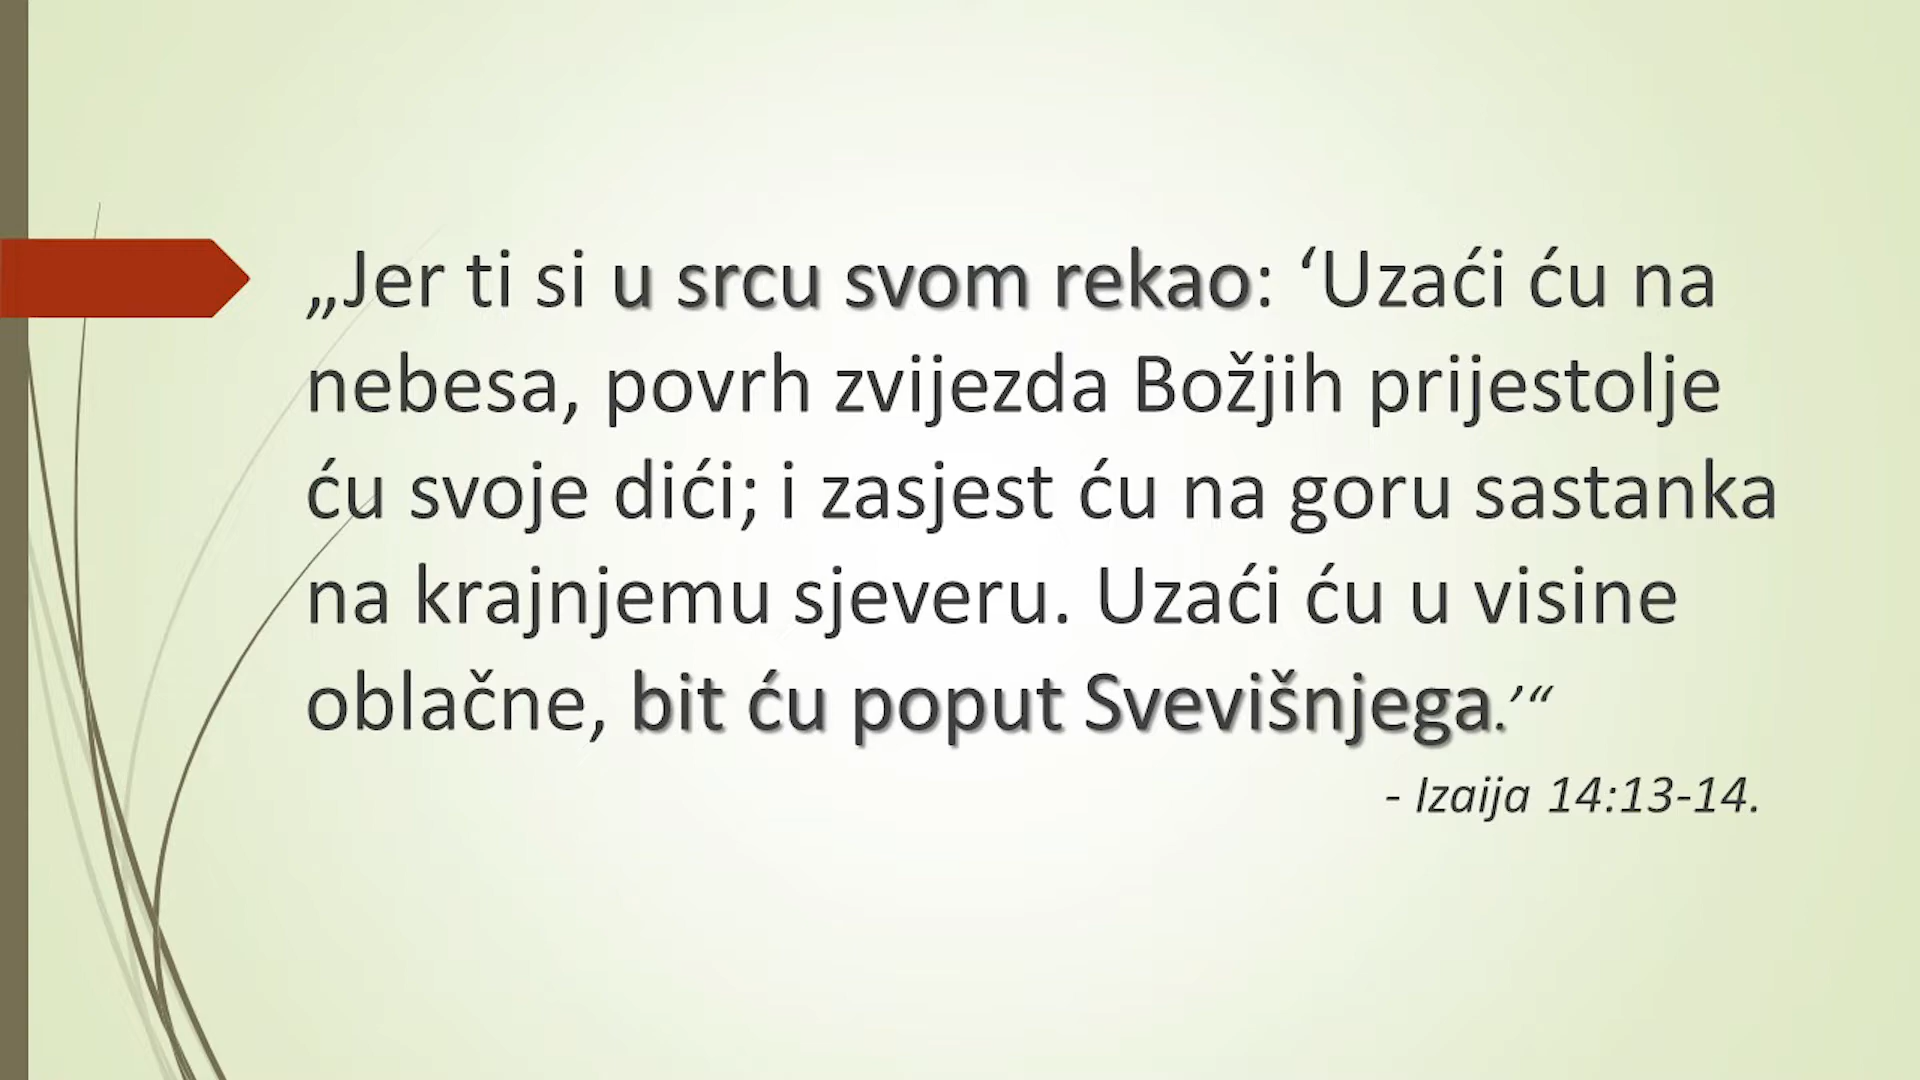 „Jer ti si u srcu svom rekao: ‘Uzaći ću na
nebesa, povrh zvijezda Božjih prijestolje
ću svoje dići; i zasjest ću na goru sastanka
na krajnjemu sjeveru. Uzaći ću u visine
oblačne, bit ću poput Svevišnjega.’“
- Izaija 14:13-14.